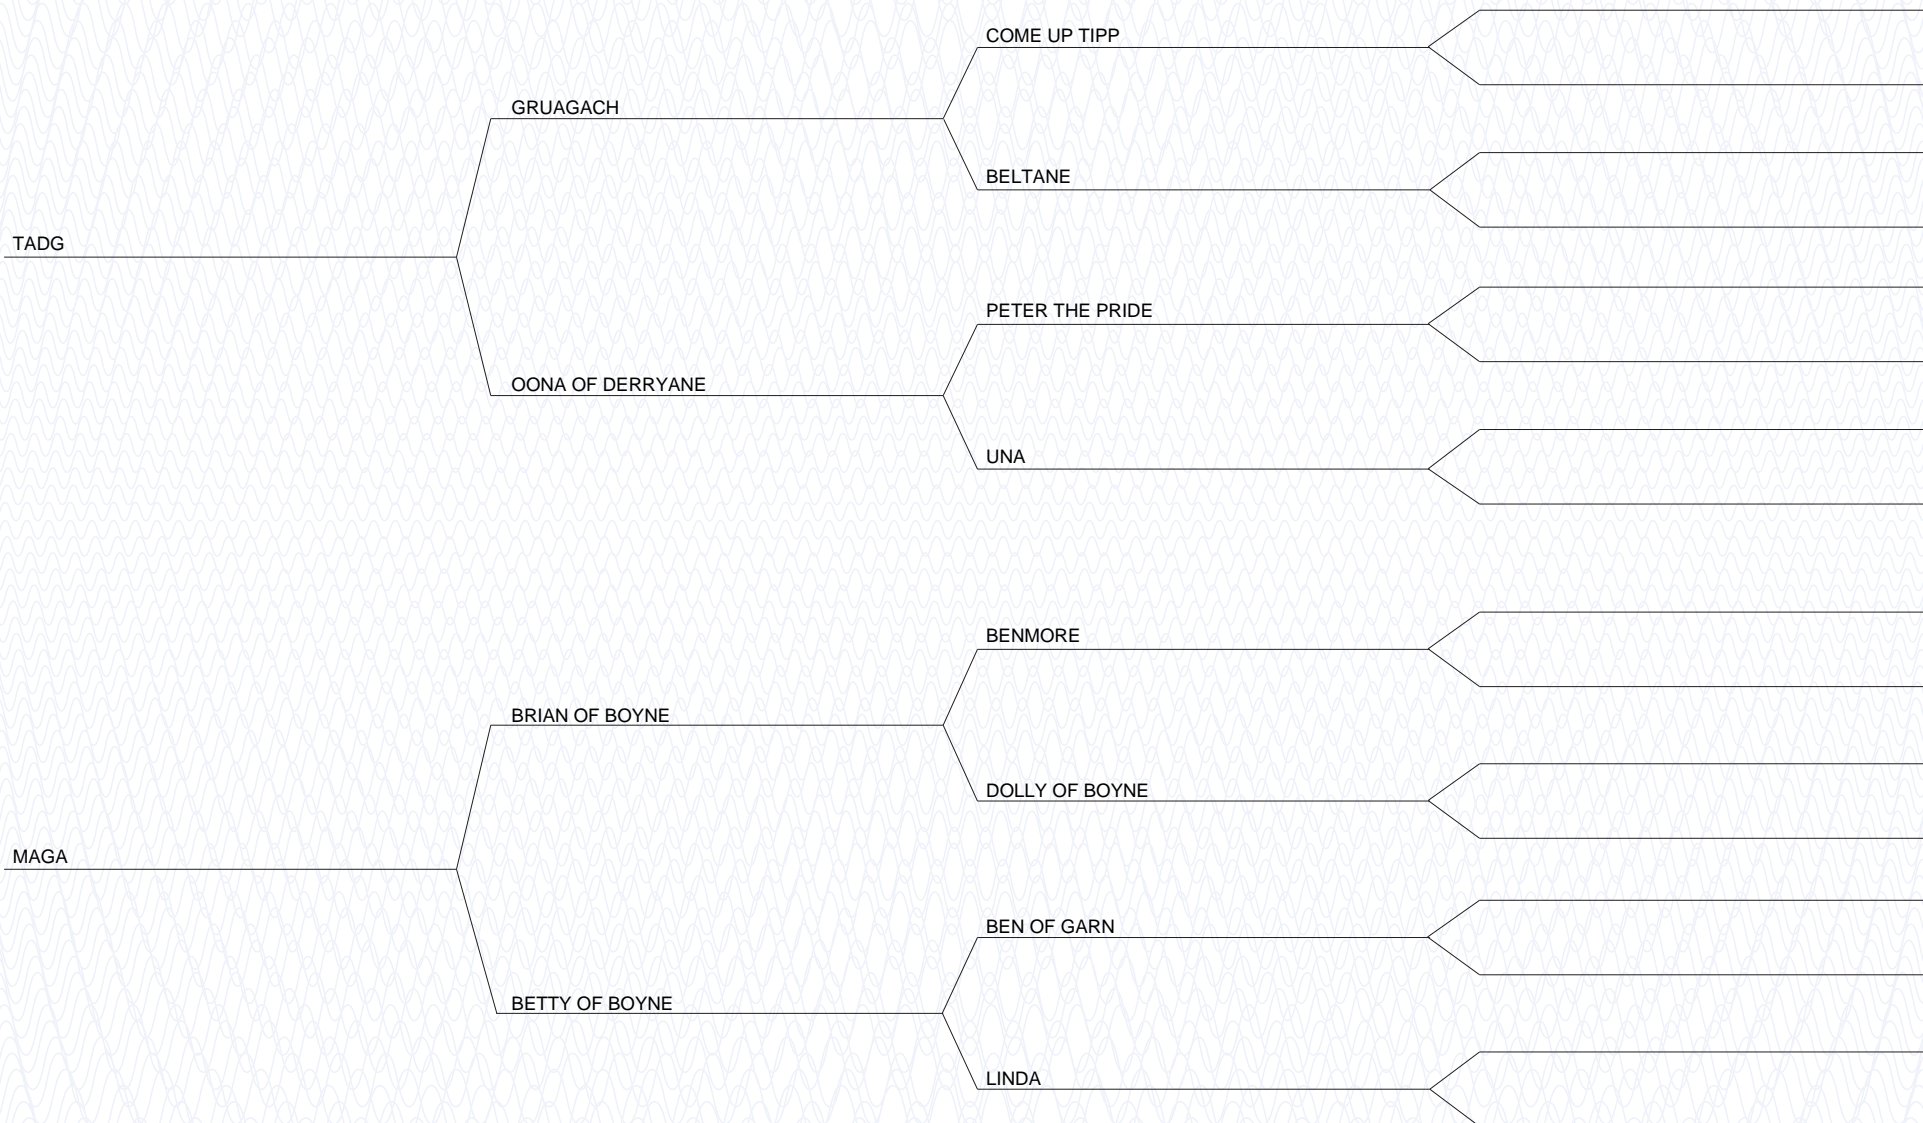 COME UP TIPP
GRUAGACH
BELTANE
TADG
PETER THE PRIDE
OONA OF DERRYANE
UNA
BENMORE
BRIAN OF BOYNE
DOLLY OF BOYNE
MAGA
BEN OF GARN
BETTY OF BOYNE
LINDA